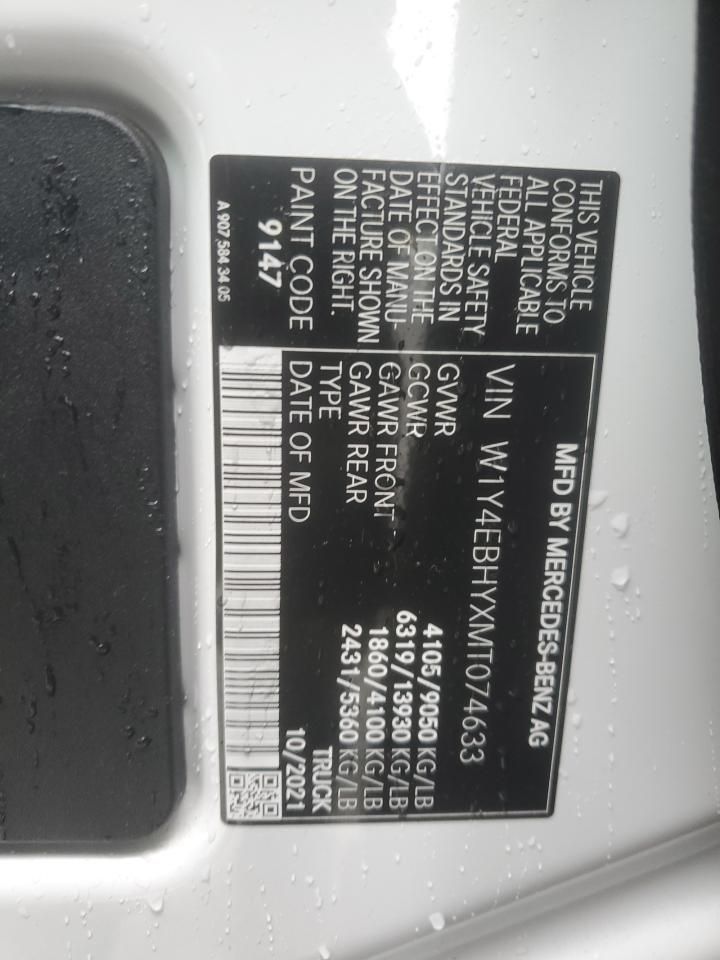 THIS VEHICLE
CONFORMS TO
ALL APPLICABLE
FEDERAL
VEHICLE SAFETY
STANDARDS IN
EFFECT ON THE
DATE OF MANU-
FACTURE SHOWN
ON THE RIGHT.
PAINT CODE
9147
A 907 584 34 05
MFD BY MERCEDES-BENZ AG
VIN W1Y4EBHYXMT074633
GVWR 4105/9050 KG/LB
GCWR 6319/13930 KG/LB
GAWR FRONT 1860/4100 KG/LB
GAWR REAR 2431/5360 KG/LB
TYPE TRUCK
DATE OF MFD 10/2021